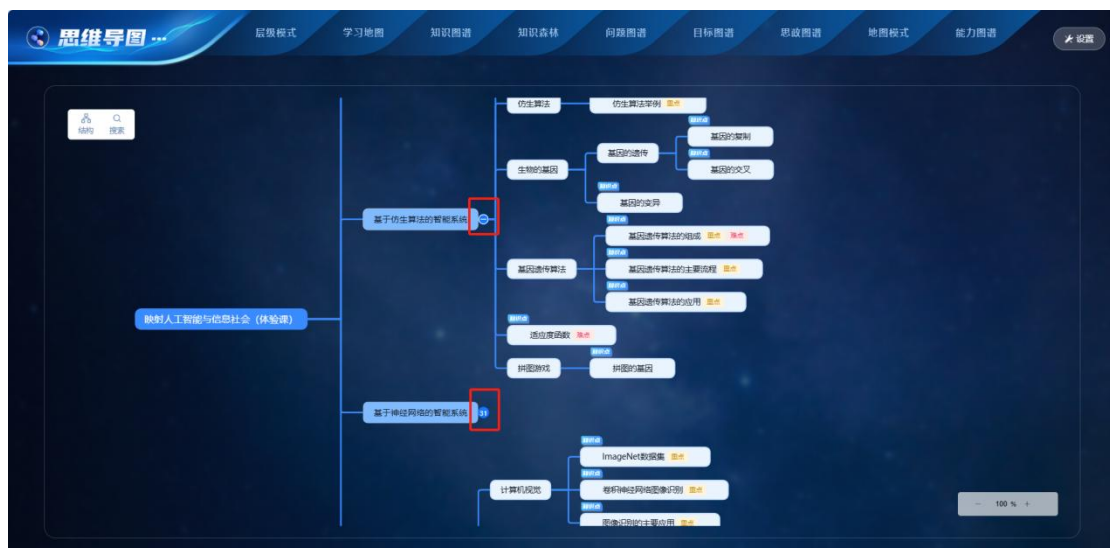 思维导图 ...
层级模式 学习地图 知识图谱 知识森林 问题图谱 目标图谱 思政图谱 地图模式 能力图谱
设置
结构 搜索
仿生算法 仿生算法举例 重点
知识点
基因的复制
基因的遗传
知识点
生物的基因 基因的交叉
知识点
基因的变异
基于仿生算法的智能系统
知识点
基因遗传算法的组成 重点 难点
知识点
基因遗传算法 基因遗传算法的主要流程 重点
知识点
基因遗传算法的应用 重点
映射人工智能与信息社会（体验课）
知识点
适应度函数 难点
知识点
拼图游戏 拼图的基因
基于神经网络的智能系统 31
知识点
ImageNet数据集 重点
知识点
计算机视觉 卷积神经网络图像识别 重点
知识点
图像识别的主要应用 重点
- 100 % +